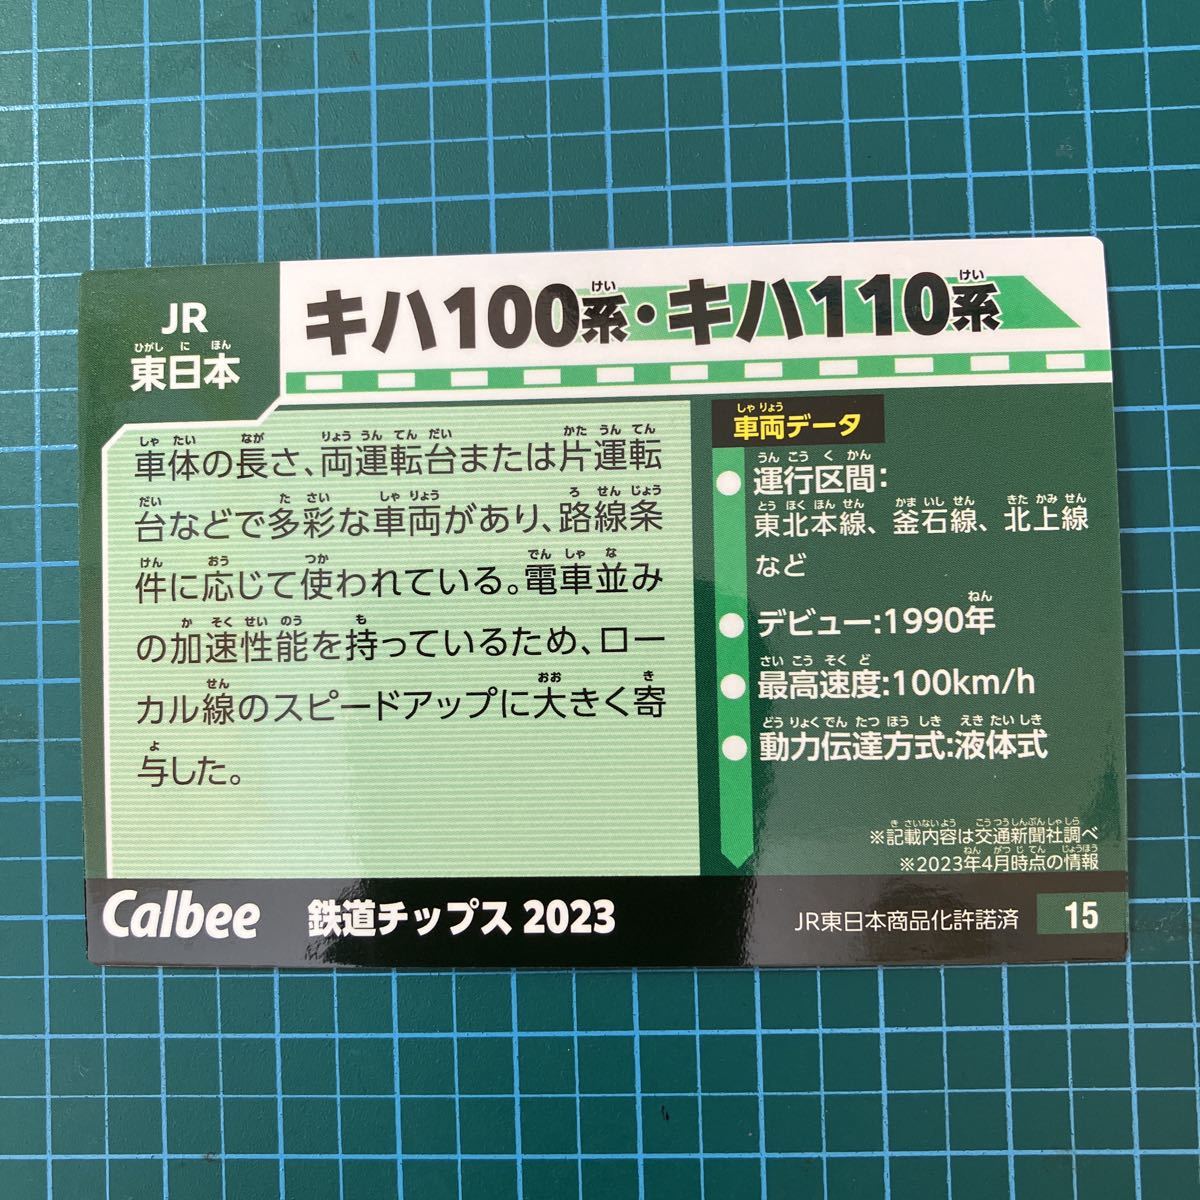 JR
ひがし に ほん
東日本
けい けい
キハ100系・キハ110系
しゃ たい なが りょう うん てん だい かた うん てん
車体の長さ、両運転台または片運転
だい た さい しゃ りょう ろ せん じょう
台などで多彩な車両があり、路線条
けん おう つか でん しゃ な
件に応じて使われている。電車並み
か そく せい のう も
の加速性能を持っているため、ロー
せん おお き
カル線のスピードアップに大きく寄
よ
与した。
しゃ りょう
車両データ
うん こう く かん
運行区間:
とう ほく ほん せん かま いし せん きた かみ せん
東北本線、釜石線、北上線
など
ねん
デビュー:1990年
さい こう そく ど
最高速度:100km/h
どう りょく でん たつ ほう しき えき たい しき
動力伝達方式:液体式
き さいないよう こうつうしんぶんしゃしら
※記載内容は交通新聞社調べ
ねん がつ じ てん じょうほう
※2023年4月時点の情報
Calbee 鉄道チップス 2023
JR東日本商品化許諾済 15